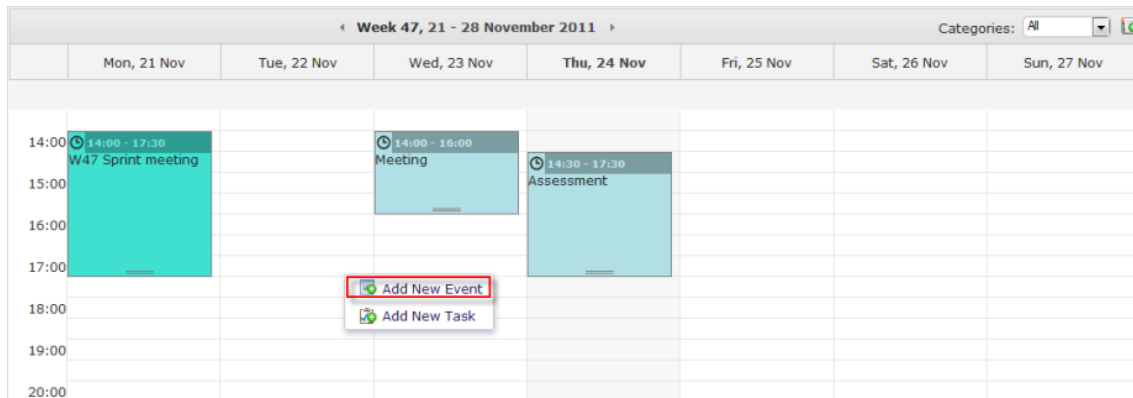 Week 47, 21 - 28 November 2011
Categories: All
Mon, 21 Nov Tue, 22 Nov Wed, 23 Nov Thu, 24 Nov Fri, 25 Nov Sat, 26 Nov Sun, 27 Nov
14:00 14:00 - 17:30 14:00 - 16:00
W47 Sprint meeting Meeting 14:30 - 17:30
15:00 Assessment
16:00
17:00
Add New Event
18:00 Add New Task
19:00
20:00